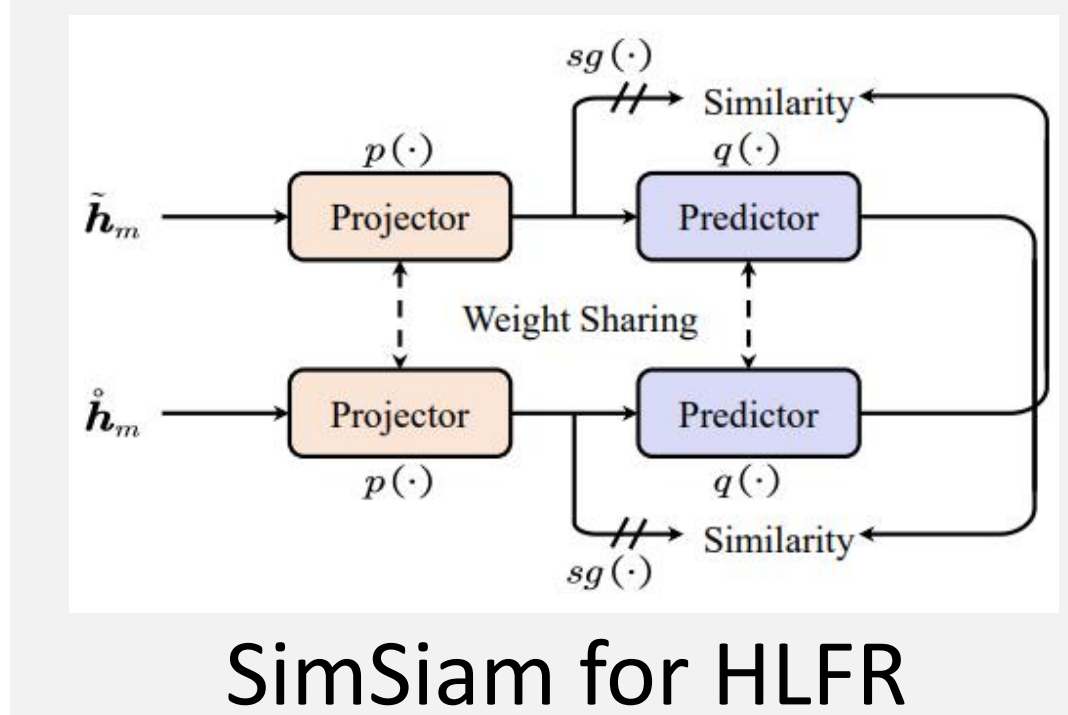 sg(·)
Similarity
p(·)
q(·)
h̃ₘ
Projector
Predictor
Weight Sharing
h̊ₘ
Projector
Predictor
p(·)
q(·)
Similarity
sg(·)
SimSiam for HLFR